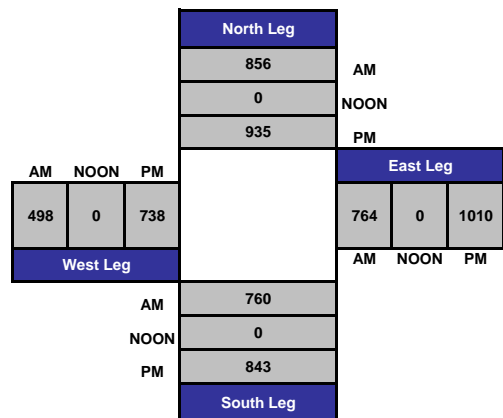 North Leg
856 AM
0 NOON
935 PM
AM NOON PM East Leg
498 0 738 764 0 1010
West Leg AM NOON PM
AM 760
NOON 0
PM 843
South Leg